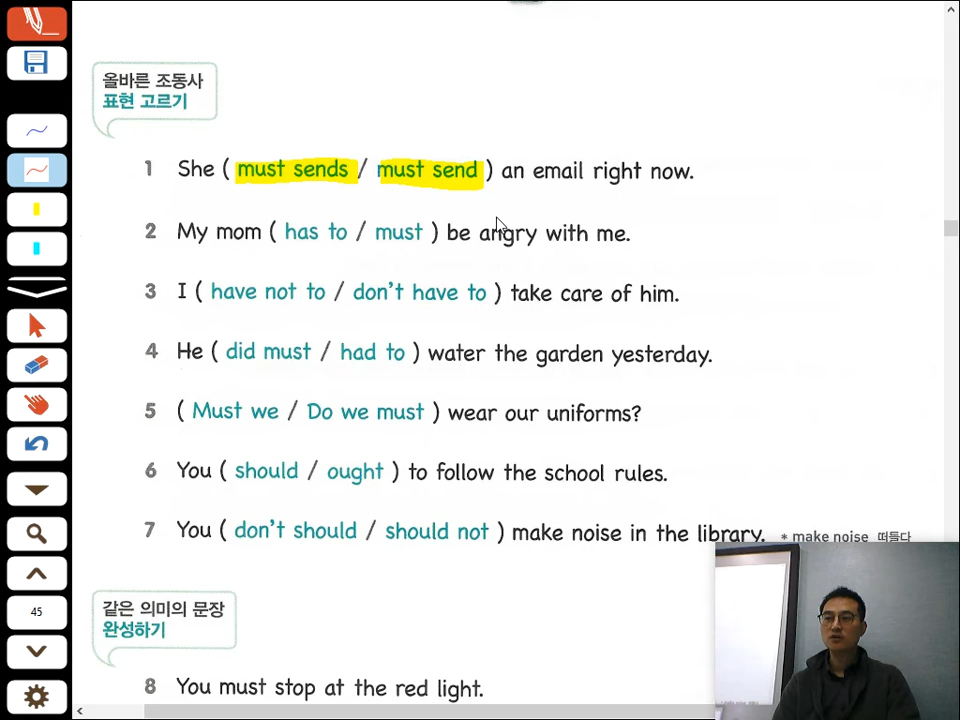 올바른 조동사
표현 고르기
1 She ( must sends / must send ) an email right now.
2 My mom ( has to / must ) be angry with me.
3 I ( have not to / don't have to ) take care of him.
4 He ( did must / had to ) water the garden yesterday.
5 ( Must we / Do we must ) wear our uniforms?
6 You ( should / ought ) to follow the school rules.
7 You ( don't should / should not ) make noise in the library. * make noise 떠들다
45
같은 의미의 문장
완성하기
8 You must stop at the red light.